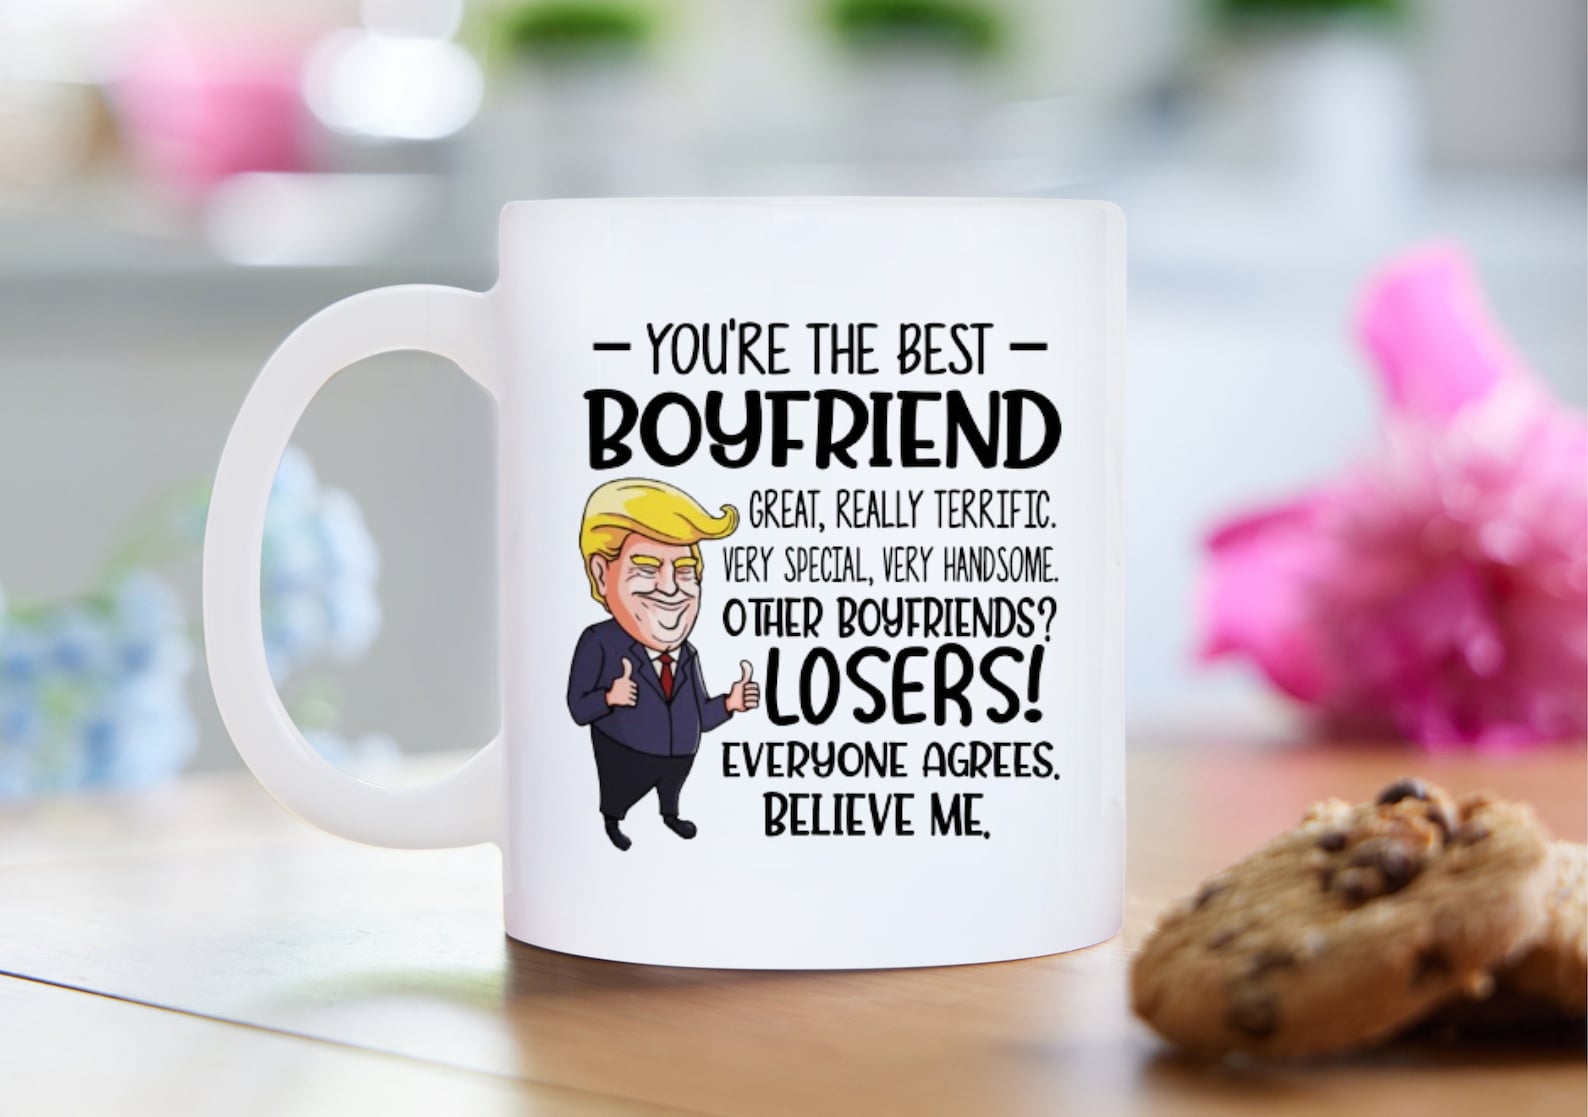 - YOU'RE THE BEST -
BOYFRIEND
GREAT, REALLY TERRIFIC.
VERY SPECIAL, VERY HANDSOME.
OTHER BOYFRIENDS?
LOSERS!
EVERYONE AGREES.
BELIEVE ME.